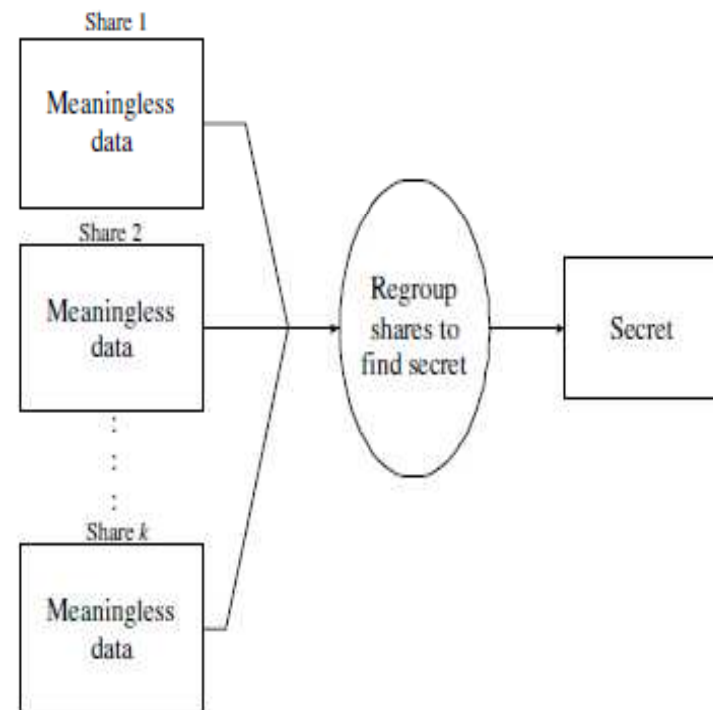 Share 1
Meaningless
data
Share 2
Meaningless
data
:
:
:
Share k
Meaningless
data
Regroup
shares to
find secret
Secret